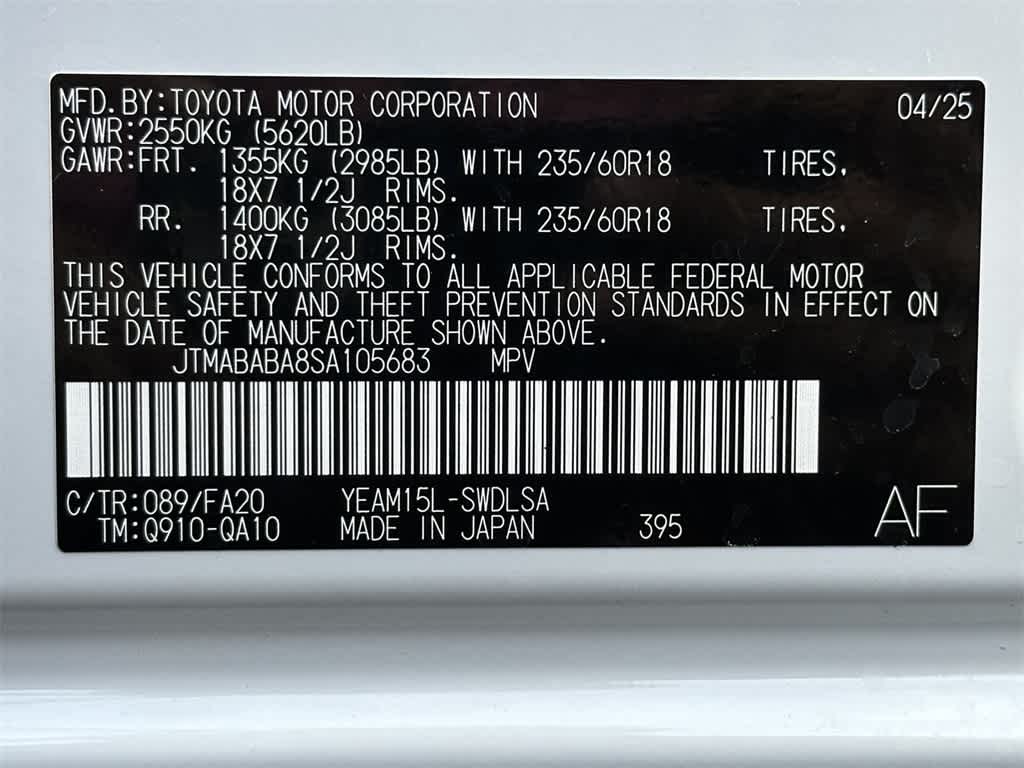 MFD.BY:TOYOTA MOTOR CORPORATION 04/25
GVWR:2550KG (5620LB)
GAWR:FRT. 1355KG (2985LB) WITH 235/60R18 TIRES,
18X7 1/2J RIMS.
RR. 1400KG (3085LB) WITH 235/60R18 TIRES,
18X7 1/2J RIMS.
THIS VEHICLE CONFORMS TO ALL APPLICABLE FEDERAL MOTOR
VEHICLE SAFETY AND THEFT PREVENTION STANDARDS IN EFFECT ON
THE DATE OF MANUFACTURE SHOWN ABOVE.
JTMABABA8SA105683 MPV
C/TR:089/FA20 YEAM15L-SWDLSA
TM:Q910-QA10 MADE IN JAPAN 395 AF